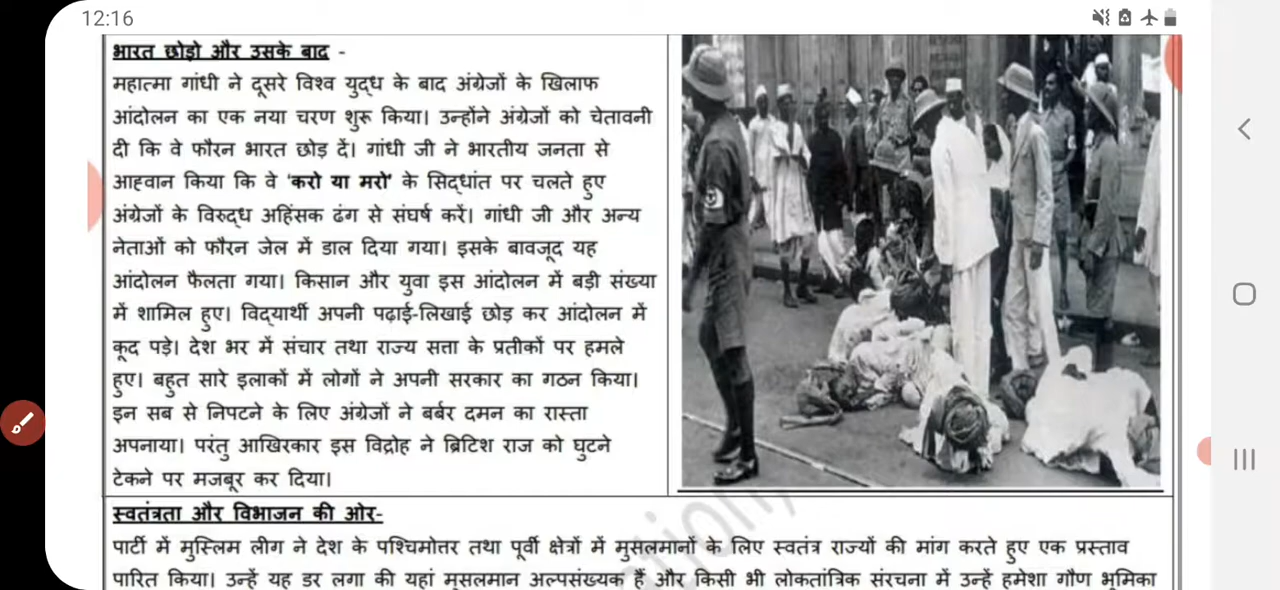 12:16
भारत छोड़ो और उसके बाद -
महात्मा गांधी ने दूसरे विश्व युद्ध के बाद अंग्रेजों के खिलाफ
आंदोलन का एक नया चरण शुरू किया। उन्होंने अंग्रेजों को चेतावनी
दी कि वे फौरन भारत छोड़ दें। गांधी जी ने भारतीय जनता से
आह्वान किया कि वे 'करो या मरो' के सिद्धांत पर चलते हुए
अंग्रेजों के विरुद्ध अहिंसक ढंग से संघर्ष करें। गांधी जी और अन्य
नेताओं को फौरन जेल में डाल दिया गया। इसके बावजूद यह
आंदोलन फैलता गया। किसान और युवा इस आंदोलन में बड़ी संख्या
में शामिल हुए। विद्यार्थी अपनी पढ़ाई-लिखाई छोड़ कर आंदोलन में
कूद पड़े। देश भर में संचार तथा राज्य सत्ता के प्रतीकों पर हमले
हुए। बहुत सारे इलाकों में लोगों ने अपनी सरकार का गठन किया।
इन सब से निपटने के लिए अंग्रेजों ने बर्बर दमन का रास्ता
अपनाया। परंतु आखिरकार इस विद्रोह ने ब्रिटिश राज को घुटने
टेकने पर मजबूर कर दिया।
स्वतंत्रता और विभाजन की ओर-
पार्टी में मुस्लिम लीग ने देश के पश्चिमोत्तर तथा पूर्वी क्षेत्रों में मुसलमानों के लिए स्वतंत्र राज्यों की मांग करते हुए एक प्रस्ताव
पारित किया। उन्हें यह डर लगा की यहां मुसलमान अल्पसंख्यक हैं और किसी भी लोकतांत्रिक संरचना में उन्हें हमेशा गौण भूमिका